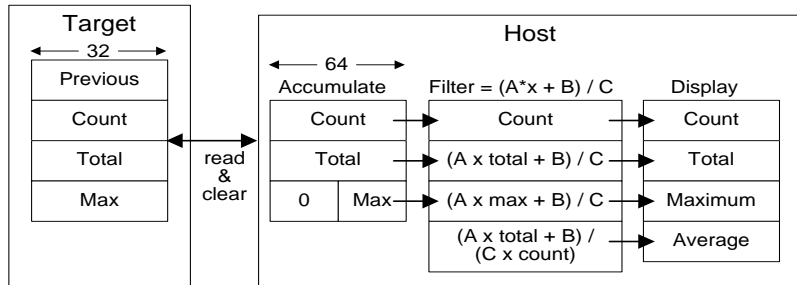 Target
32
Previous
Count
Total
Max
read
&
clear
Host
64
Accumulate
Count
Total
0 Max
Filter = (A*x + B) / C
Count
(A x total + B) / C
(A x max + B) / C
(A x total + B) /
(C x count)
Display
Count
Total
Maximum
Average